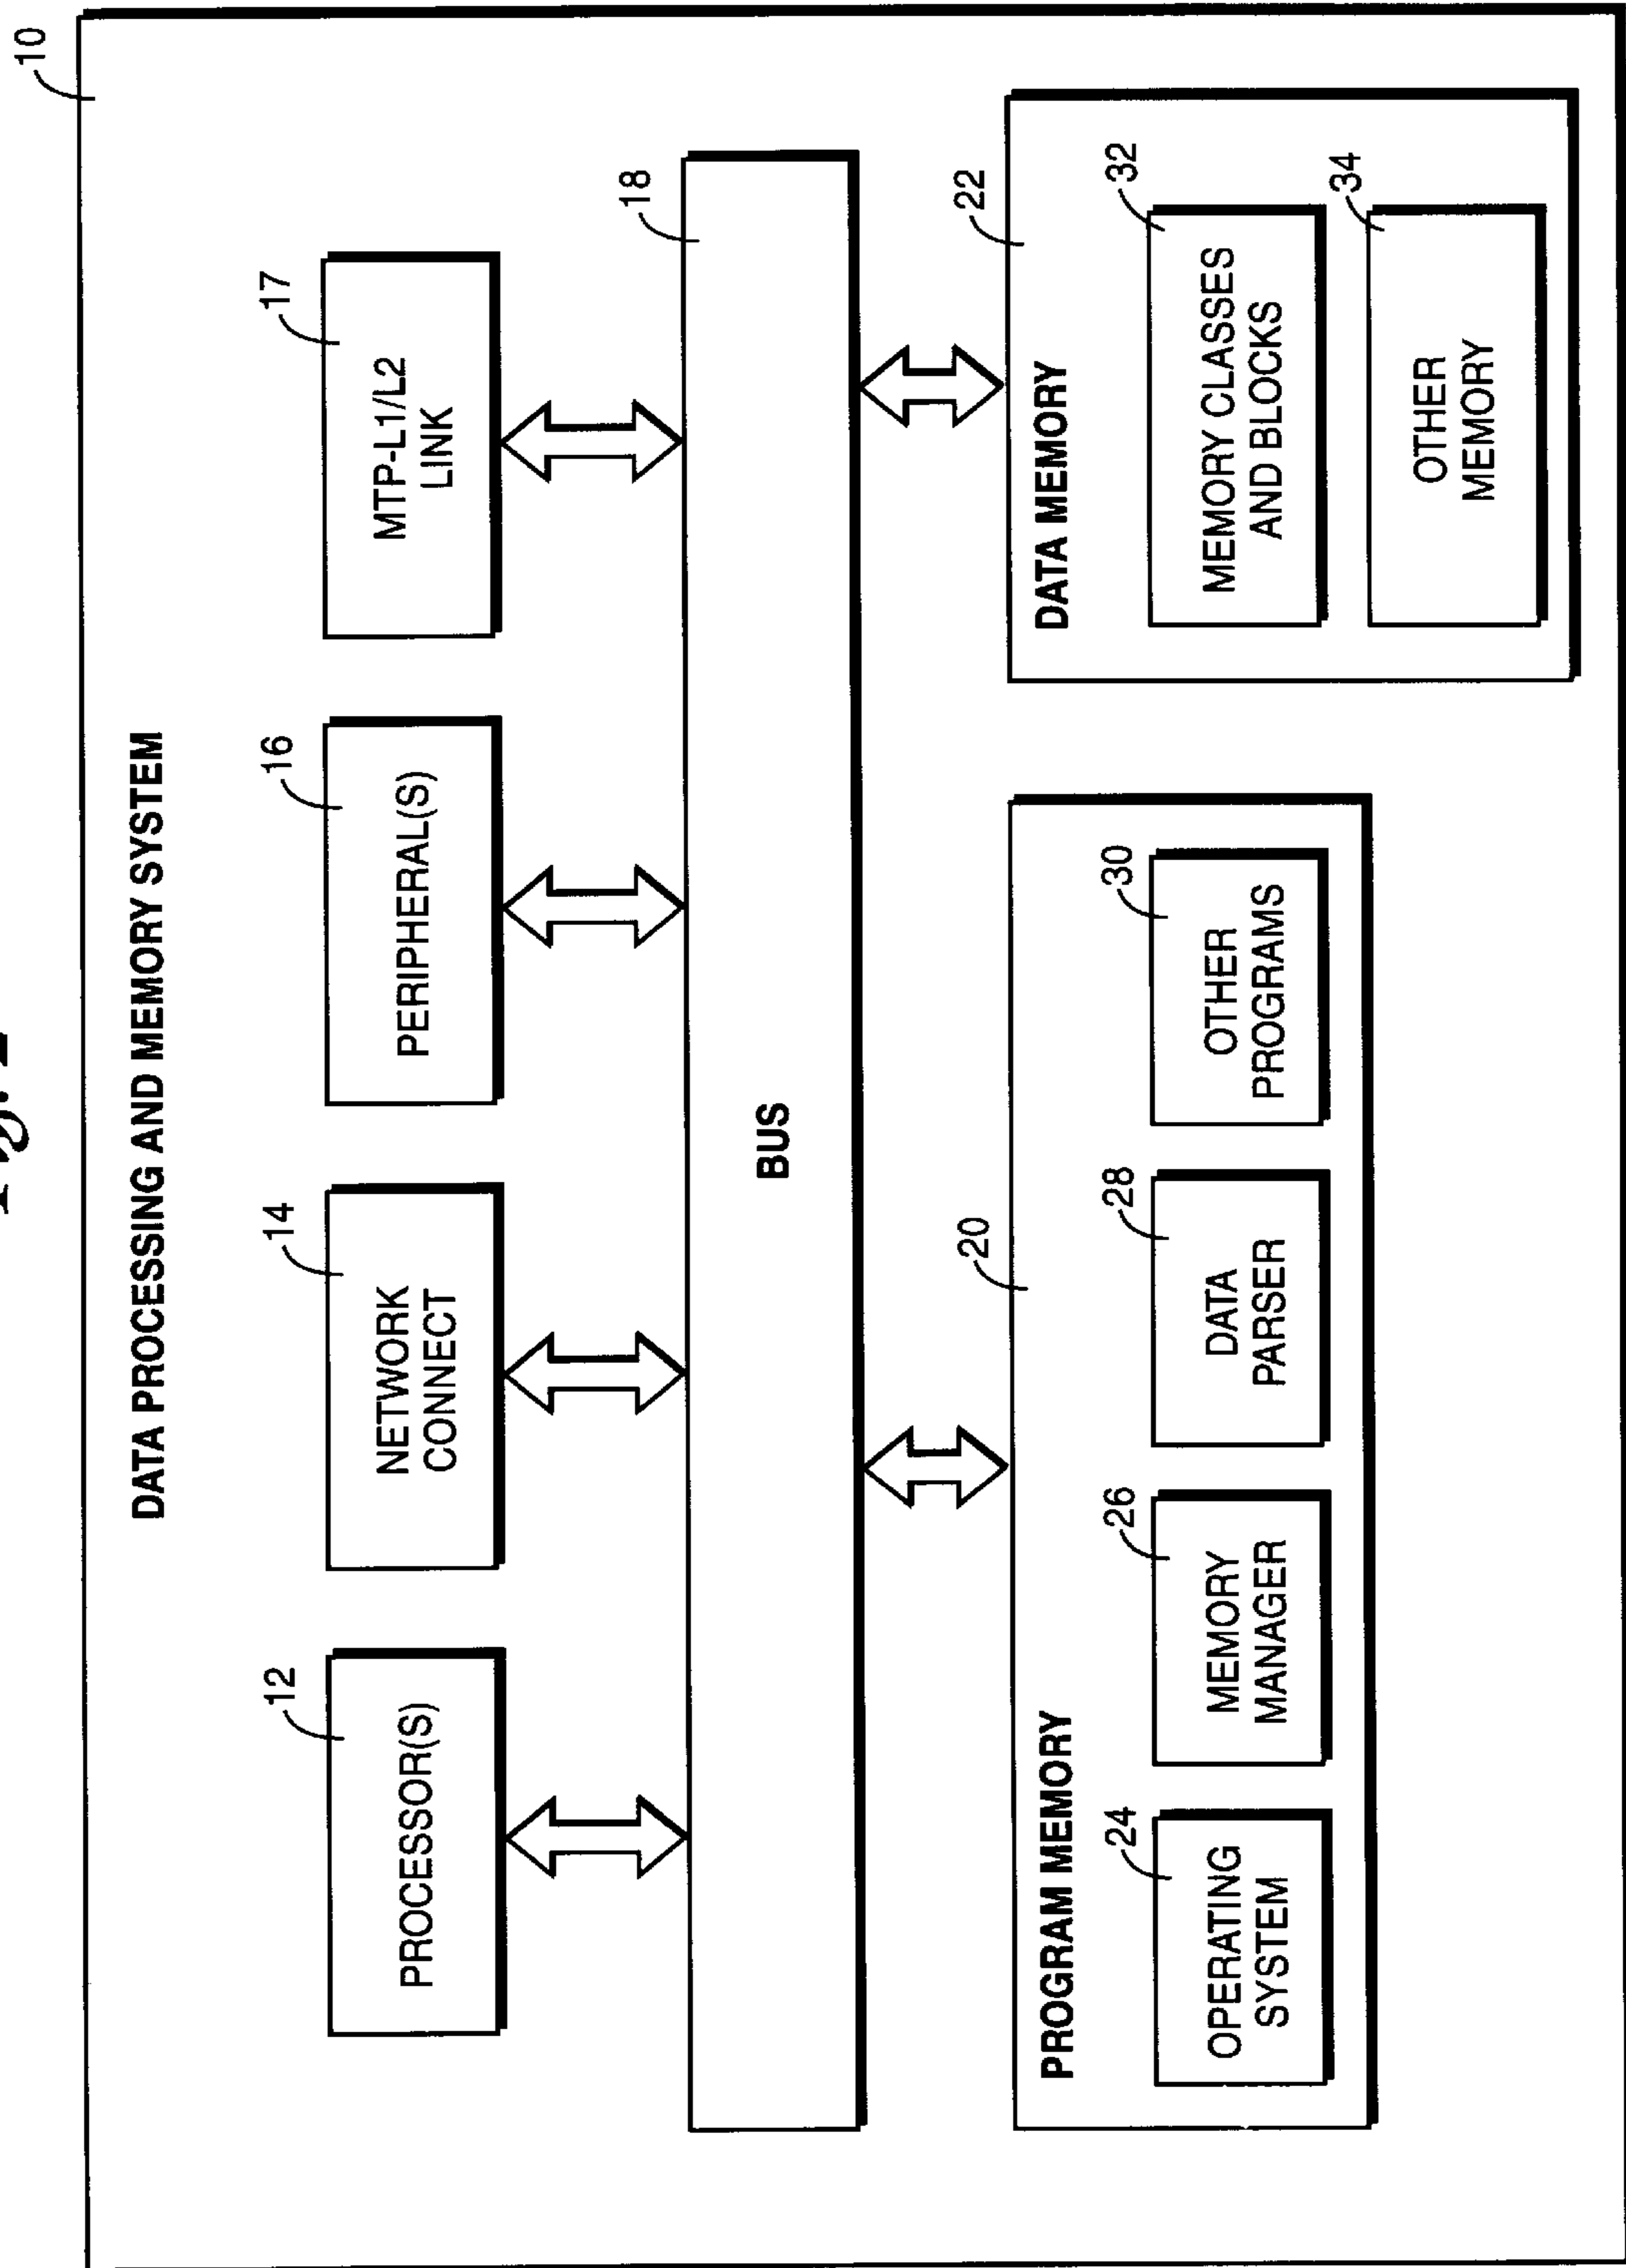 10
DATA PROCESSING AND MEMORY SYSTEM
12
PROCESSOR(S)
14
NETWORK
CONNECT
16
PERIPHERAL(S)
17
MTP-L1/L2
LINK
18
BUS
20
PROGRAM MEMORY
24
OPERATING
SYSTEM
26
MEMORY
MANAGER
28
DATA
PARSER
30
OTHER
PROGRAMS
22
DATA MEMORY
32
MEMORY CLASSES
AND BLOCKS
34
OTHER
MEMORY